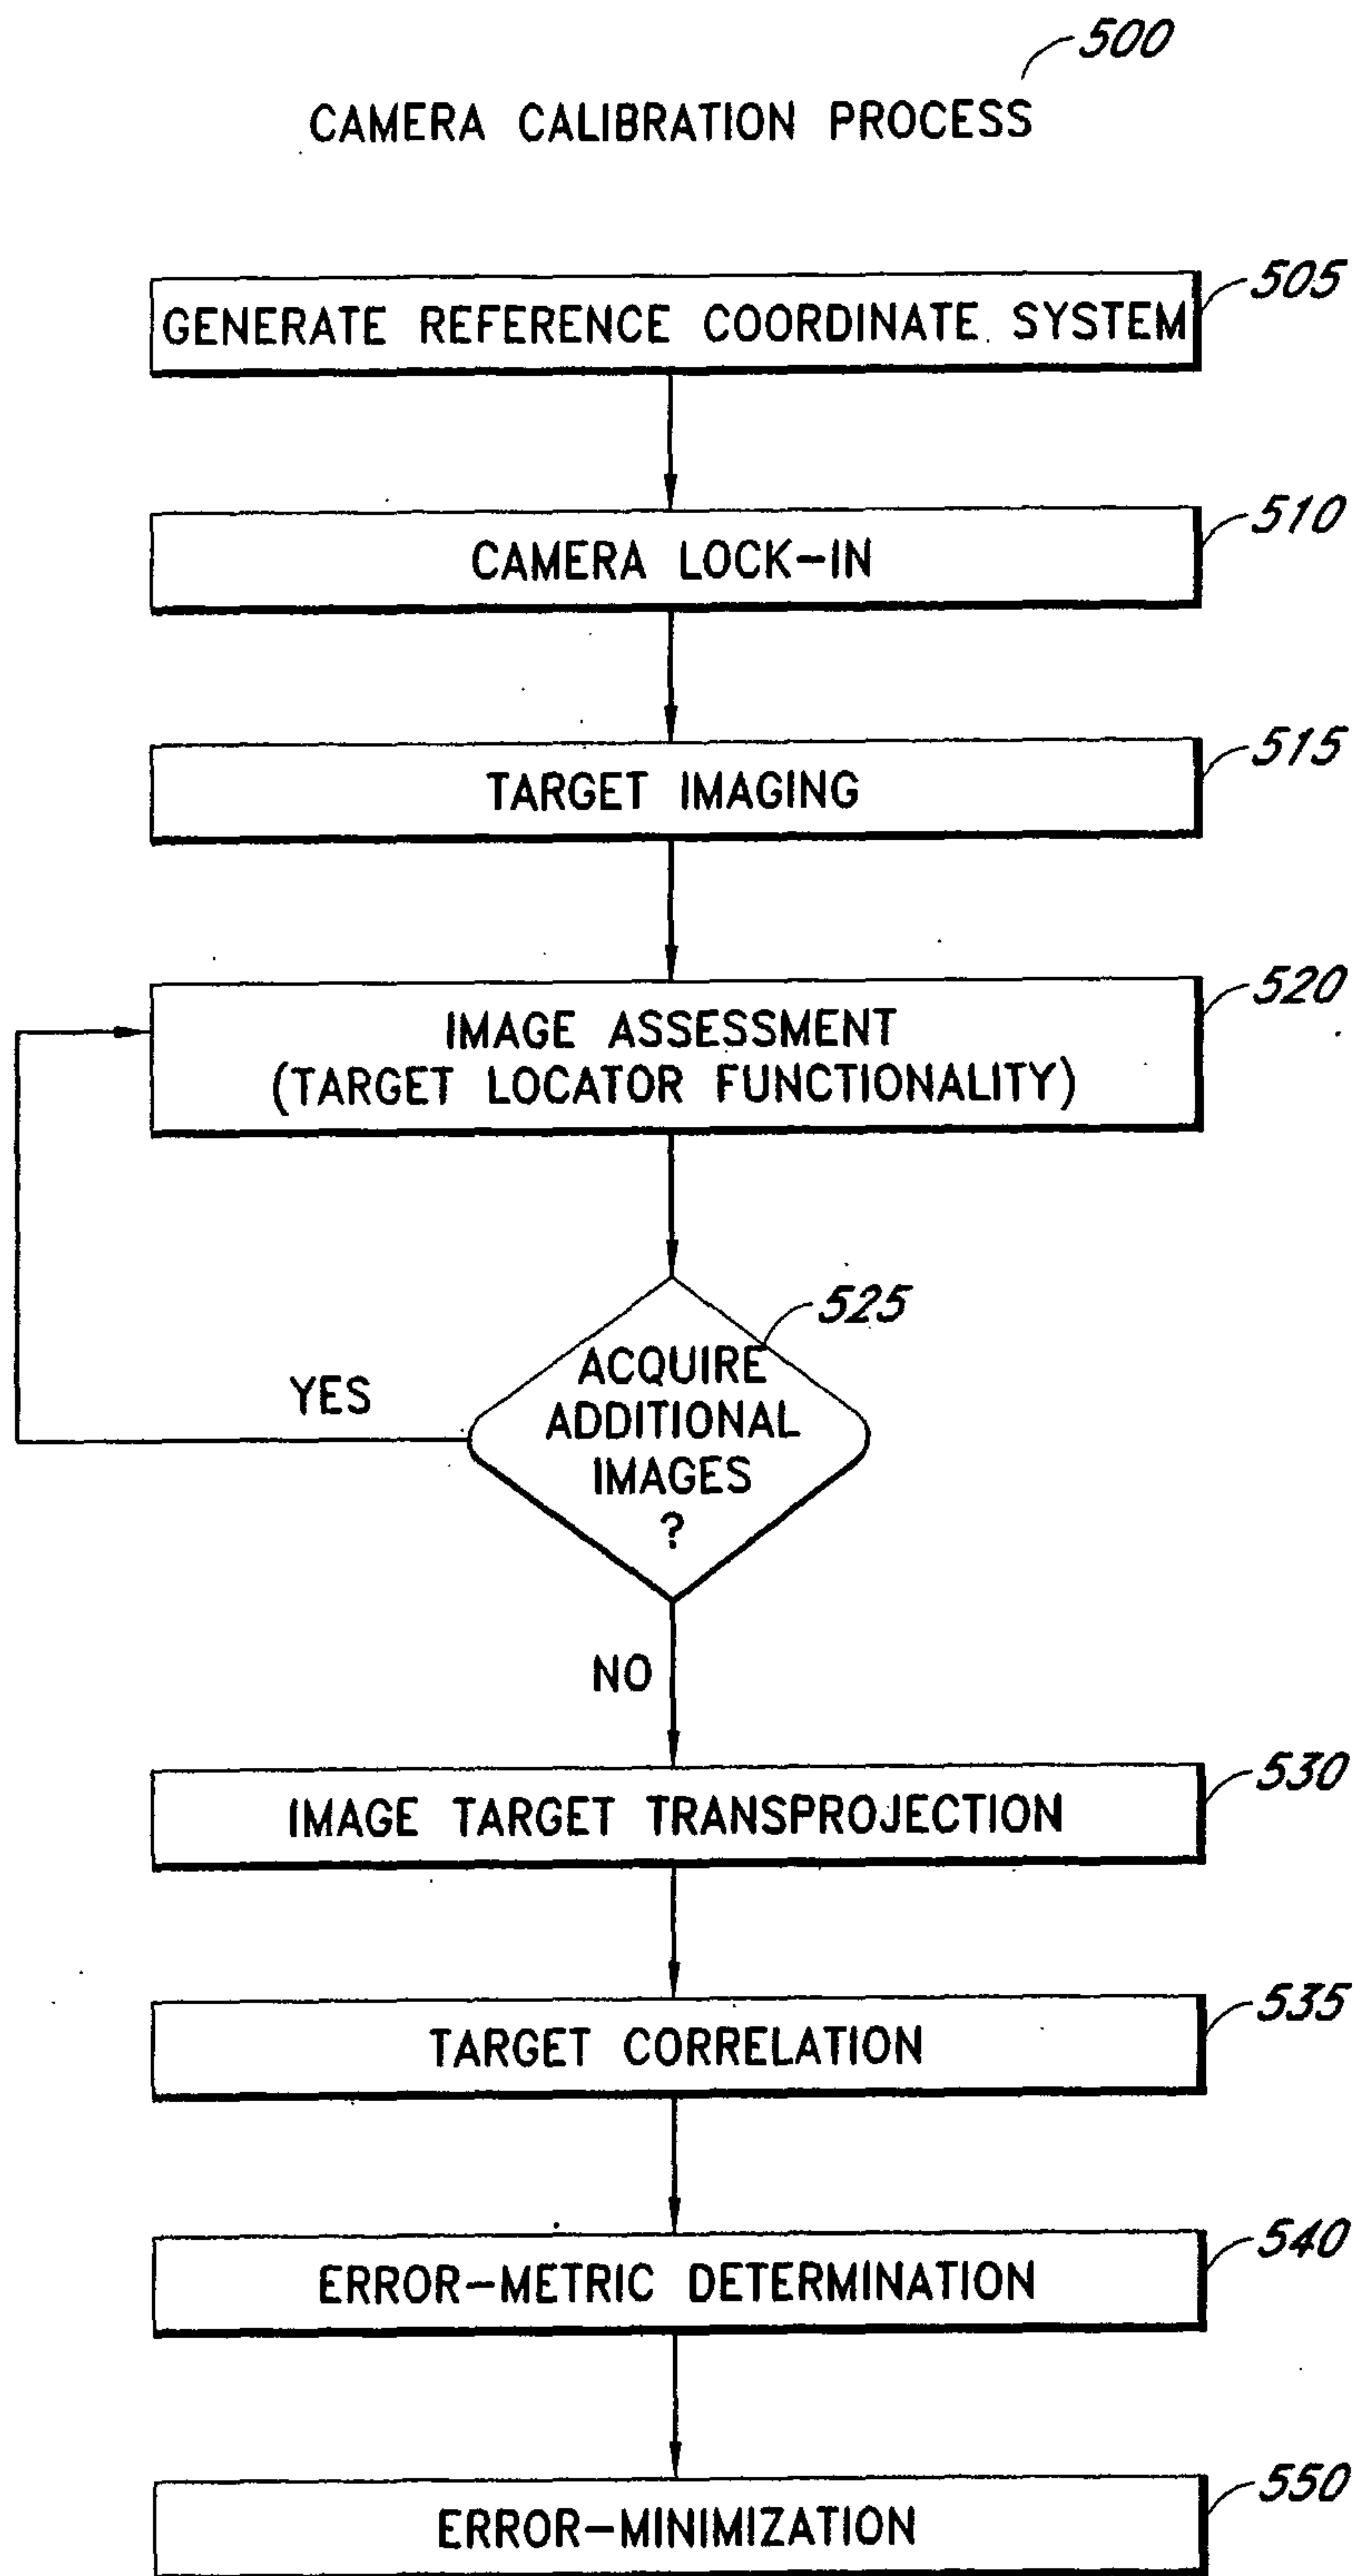 500
CAMERA CALIBRATION PROCESS
505
GENERATE REFERENCE COORDINATE SYSTEM
510
CAMERA LOCK-IN
515
TARGET IMAGING
520
IMAGE ASSESSMENT
(TARGET LOCATOR FUNCTIONALITY)
525
ACQUIRE
ADDITIONAL
IMAGES
?
YES
NO
530
IMAGE TARGET TRANSPROJECTION
535
TARGET CORRELATION
540
ERROR-METRIC DETERMINATION
550
ERROR-MINIMIZATION